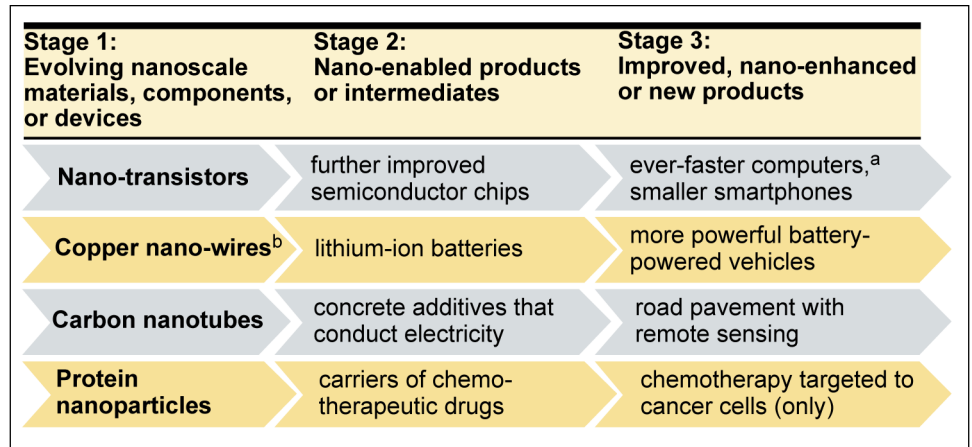 Stage 1:
Evolving nanoscale
materials, components,
or devices
Stage 2:
Nano-enabled products
or intermediates
Stage 3:
Improved, nano-enhanced
or new products
Nano-transistors
further improved
semiconductor chips
ever-faster computers,a
smaller smartphones
Copper nano-wiresb
lithium-ion batteries
more powerful battery-
powered vehicles
Carbon nanotubes
concrete additives that
conduct electricity
road pavement with
remote sensing
Protein
nanoparticles
carriers of chemo-
therapeutic drugs
chemotherapy targeted to
cancer cells (only)